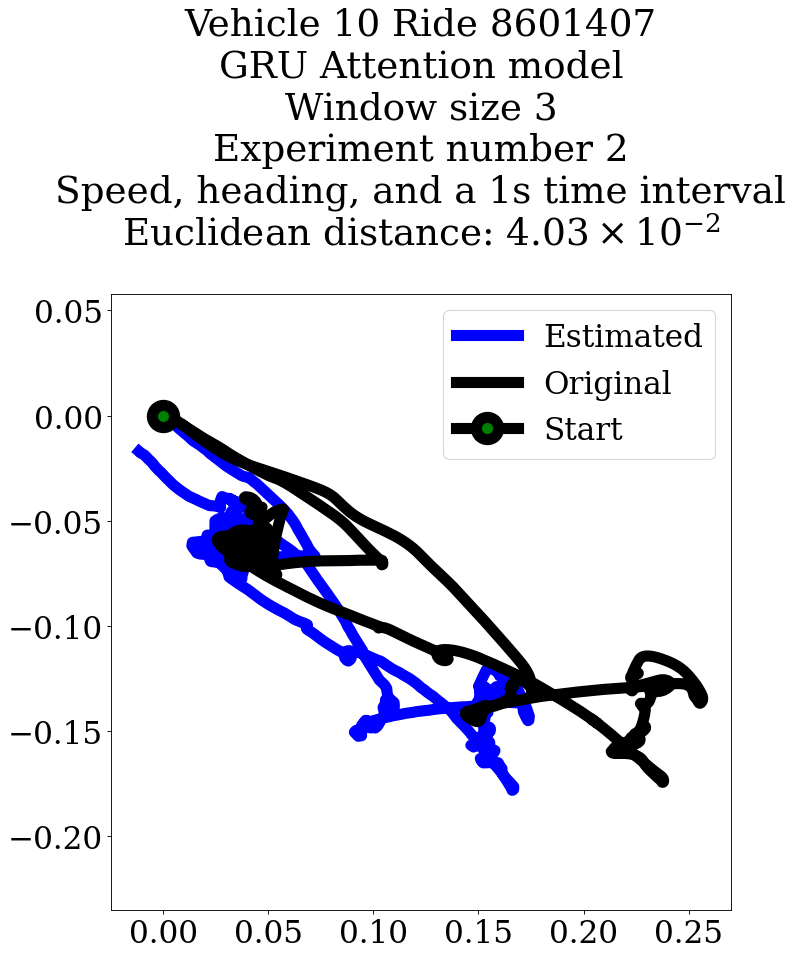 Vehicle 10 Ride 8601407
GRU Attention model
Window size 3
Experiment number 2
Speed, heading, and a 1s time interval
Euclidean distance: 4.03 × 10⁻²
Estimated
Original
Start
0.05
0.00
−0.05
−0.10
−0.15
−0.20
0.00 0.05 0.10 0.15 0.20 0.25